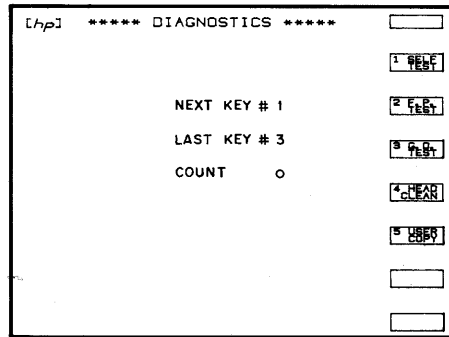 [hp] ***** DIAGNOSTICS *****
1 SELF
TEST
NEXT KEY # 1
2 F.P.
TEST
LAST KEY # 3
3 G.D.
TEST
COUNT 0
4 HEAD
CLEAN
5 USER
COPY